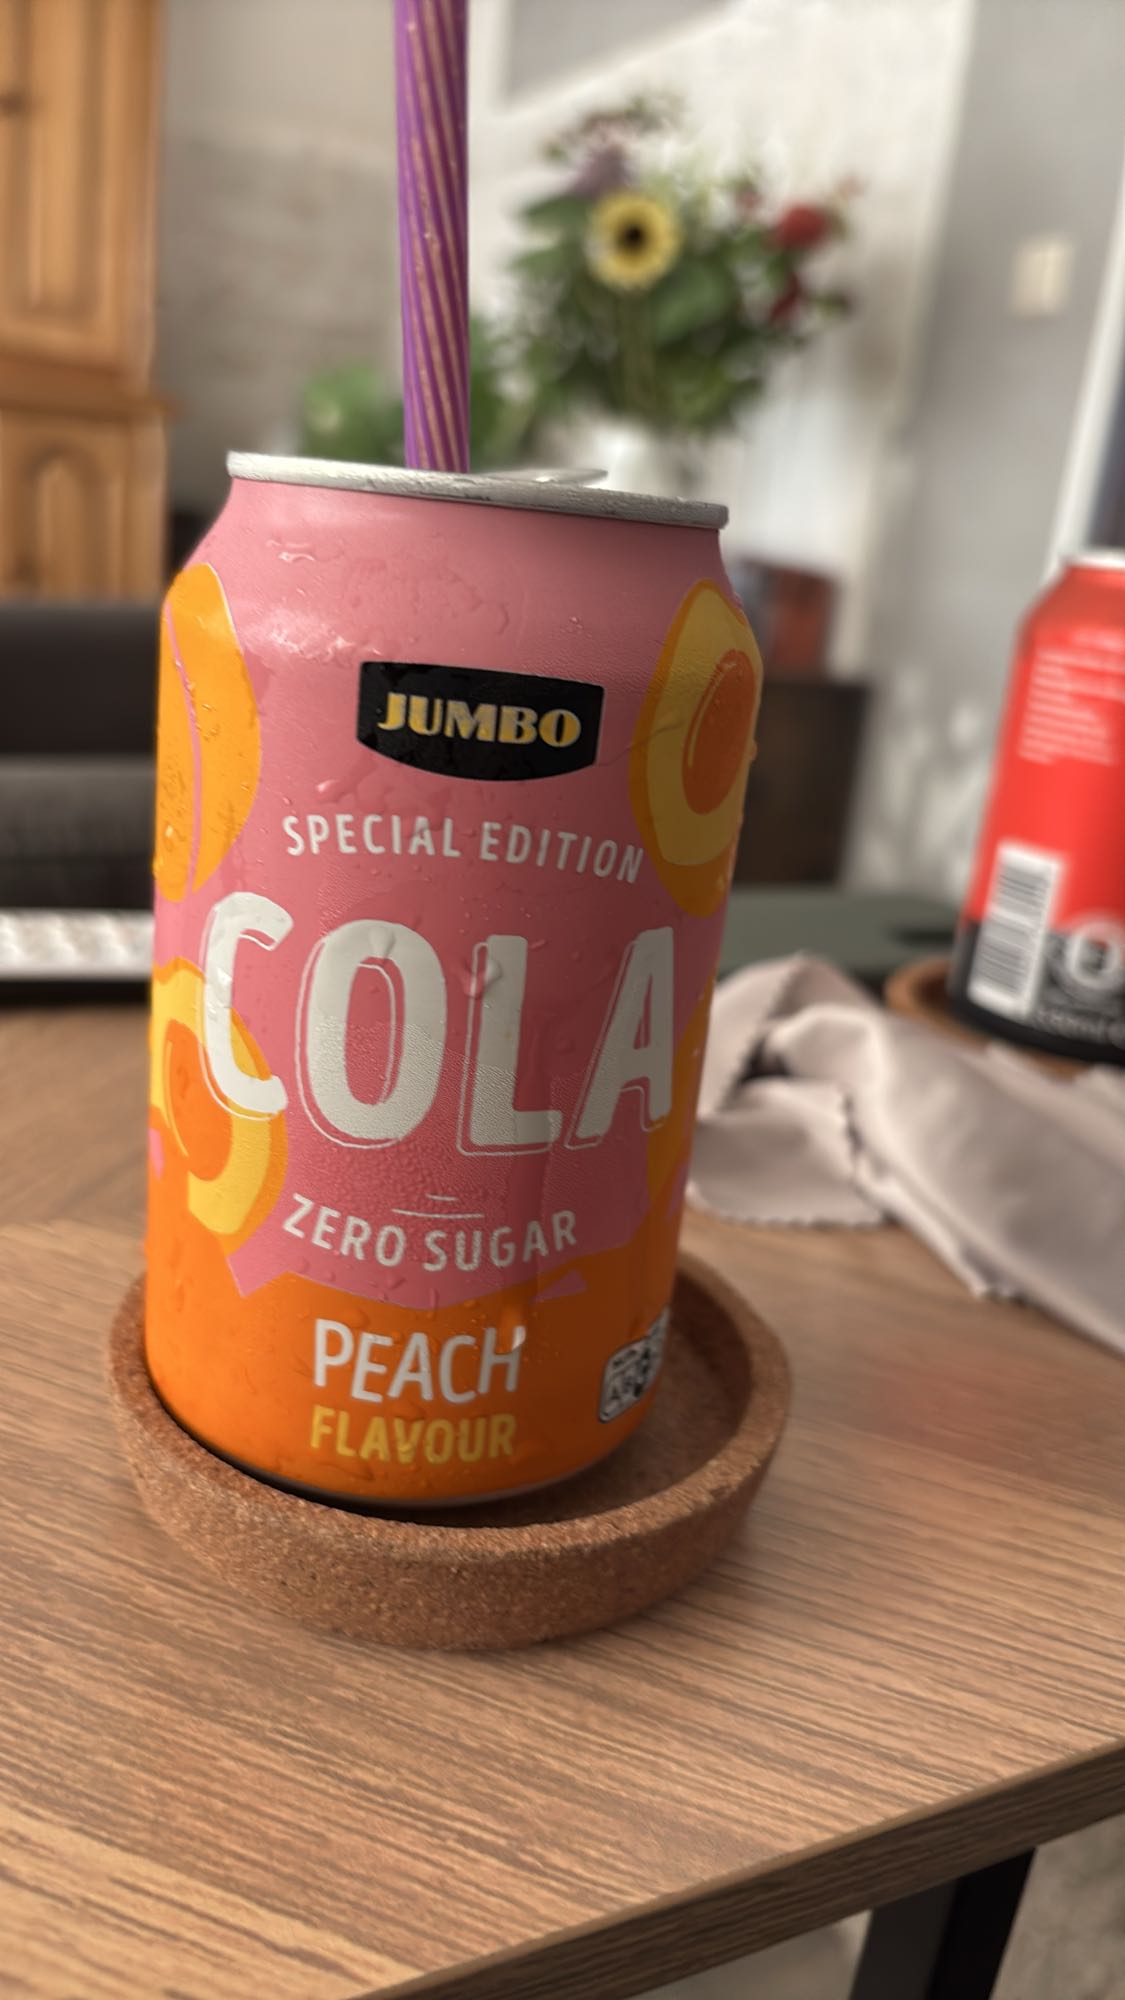 JUMBO
SPECIAL EDITION
COLA
ZERO SUGAR
PEACH
FLAVOUR